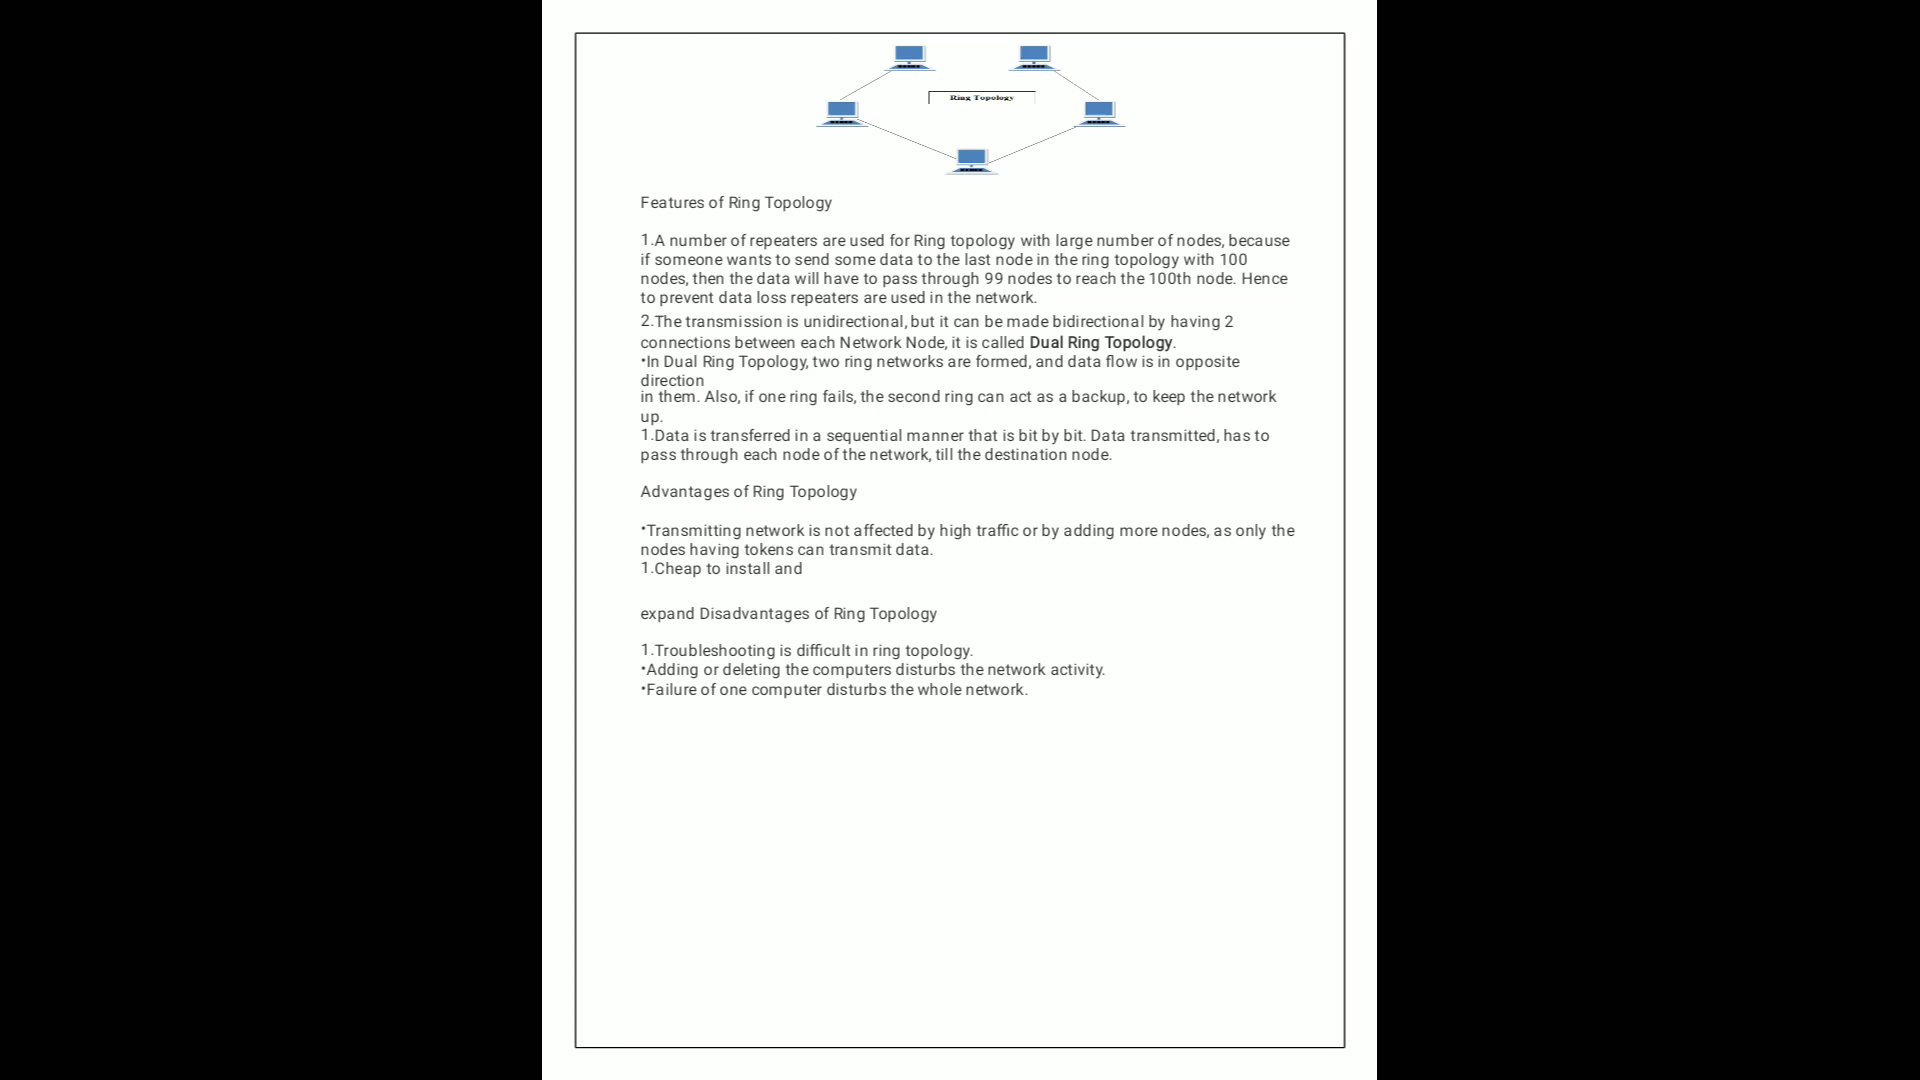 Ring Topology
Features of Ring Topology
1.A number of repeaters are used for Ring topology with large number of nodes, because
if someone wants to send some data to the last node in the ring topology with 100
nodes, then the data will have to pass through 99 nodes to reach the 100th node. Hence
to prevent data loss repeaters are used in the network.
2.The transmission is unidirectional, but it can be made bidirectional by having 2
connections between each Network Node, it is called Dual Ring Topology.
•In Dual Ring Topology, two ring networks are formed, and data flow is in opposite
direction
in them. Also, if one ring fails, the second ring can act as a backup, to keep the network
up.
1.Data is transferred in a sequential manner that is bit by bit. Data transmitted, has to
pass through each node of the network, till the destination node.
Advantages of Ring Topology
•Transmitting network is not affected by high traffic or by adding more nodes, as only the
nodes having tokens can transmit data.
1.Cheap to install and
expand Disadvantages of Ring Topology
1.Troubleshooting is difficult in ring topology.
•Adding or deleting the computers disturbs the network activity.
•Failure of one computer disturbs the whole network.